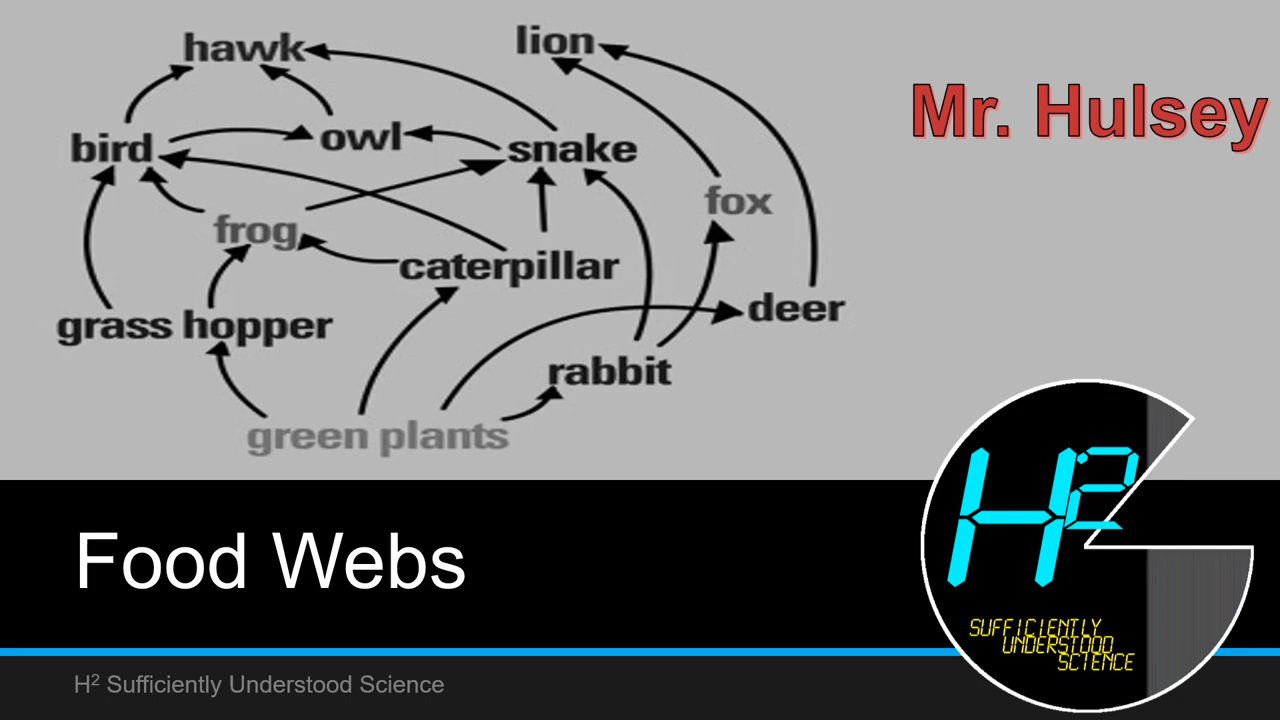 hawk
lion
Mr. Hulsey
bird
owl
snake
fox
frog
caterpillar
deer
grass hopper
rabbit
green plants
Food Webs
H²
SUFFICIENTLY
UNDERSTOOD
SCIENCE
H² Sufficiently Understood Science